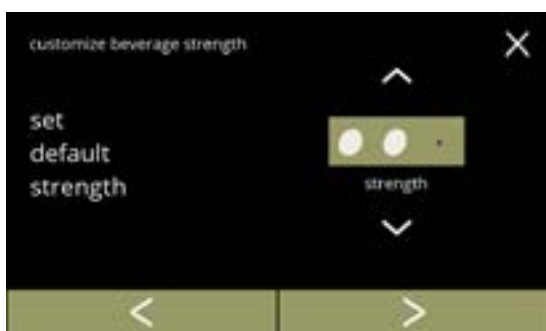 customize beverage strength
set
default
strength
strength